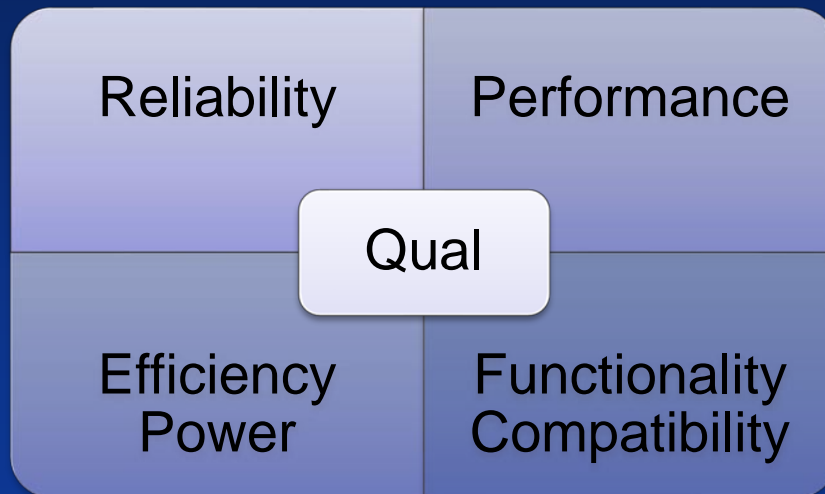 Reliability
Performance
Qual
Efficiency
Power
Functionality
Compatibility